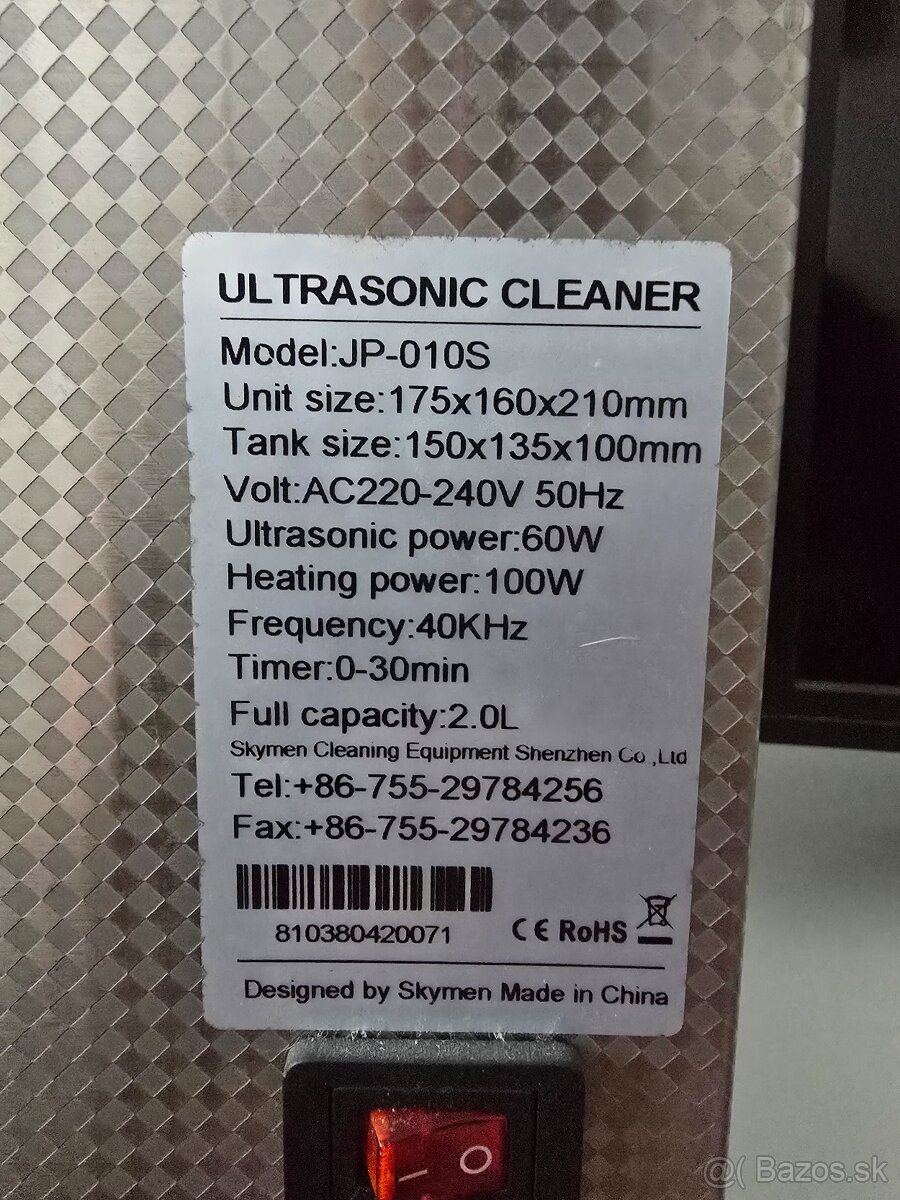 ULTRASONIC CLEANER
Model:JP-010S
Unit size:175x160x210mm
Tank size:150x135x100mm
Volt:AC220-240V 50Hz
Ultrasonic power:60W
Heating power:100W
Frequency:40KHz
Timer:0-30min
Full capacity:2.0L
Skymen Cleaning Equipment Shenzhen Co.,Ltd
Tel:+86-755-29784256
Fax:+86-755-29784236
810380420071
CE RoHS
Designed by Skymen Made in China
@( Bazos.sk